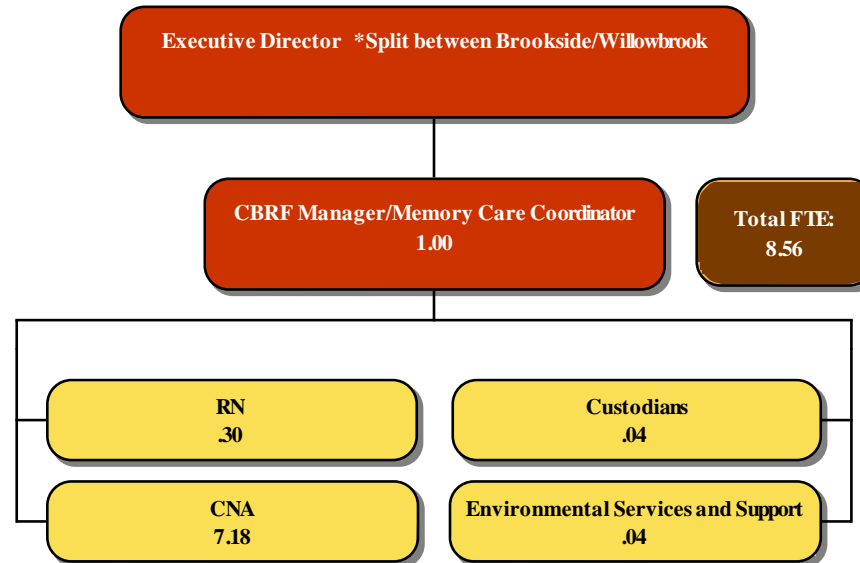 Executive Director *Split between Brookside/Willowbrook
CBRF Manager/Memory Care Coordinator
1.00
Total FTE:
8.56
RN
.30
Custodians
.04
CNA
7.18
Environmental Services and Support
.04